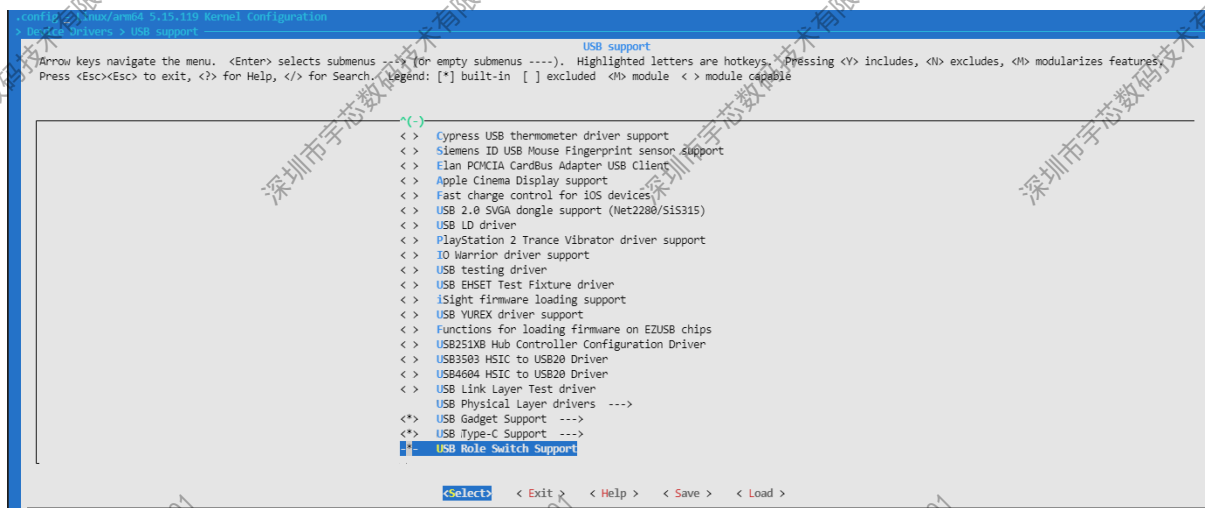 .config - Linux/arm64 5.15.119 Kernel Configuration
> Device Drivers > USB support
USB support
Arrow keys navigate the menu. <Enter> selects submenus ---> (or empty submenus ----). Highlighted letters are hotkeys. Pressing <Y> includes, <N> excludes, <M> modularizes features.
Press <Esc><Esc> to exit, <?> for Help, </> for Search. Legend: [*] built-in [ ] excluded <M> module < > module capable
^(-)
< > Cypress USB thermometer driver support
< > Siemens ID USB Mouse Fingerprint sensor support
< > Elan PCMCIA CardBus Adapter USB Client
< > Apple Cinema Display support
< > Fast charge control for iOS devices
< > USB 2.0 SVGA dongle support (Net2280/SiS315)
< > USB LD driver
< > PlayStation 2 Trance Vibrator driver support
< > IO Warrior driver support
< > USB testing driver
< > USB EHSET Test Fixture driver
< > iSight firmware loading support
< > USB YUREX driver support
< > Functions for loading firmware on EZUSB chips
< > USB251XB Hub Controller Configuration Driver
< > USB3503 HSIC to USB20 Driver
< > USB4604 HSIC to USB20 Driver
< > USB Link Layer Test driver
USB Physical Layer drivers --->
<*> USB Gadget Support --->
<*> USB Type-C Support --->
-*- USB Role Switch Support
<Select> < Exit > < Help > < Save > < Load >
深圳市宇芯数码技术有限
深圳市宇芯数码技术有限
深圳市宇芯数码技术有